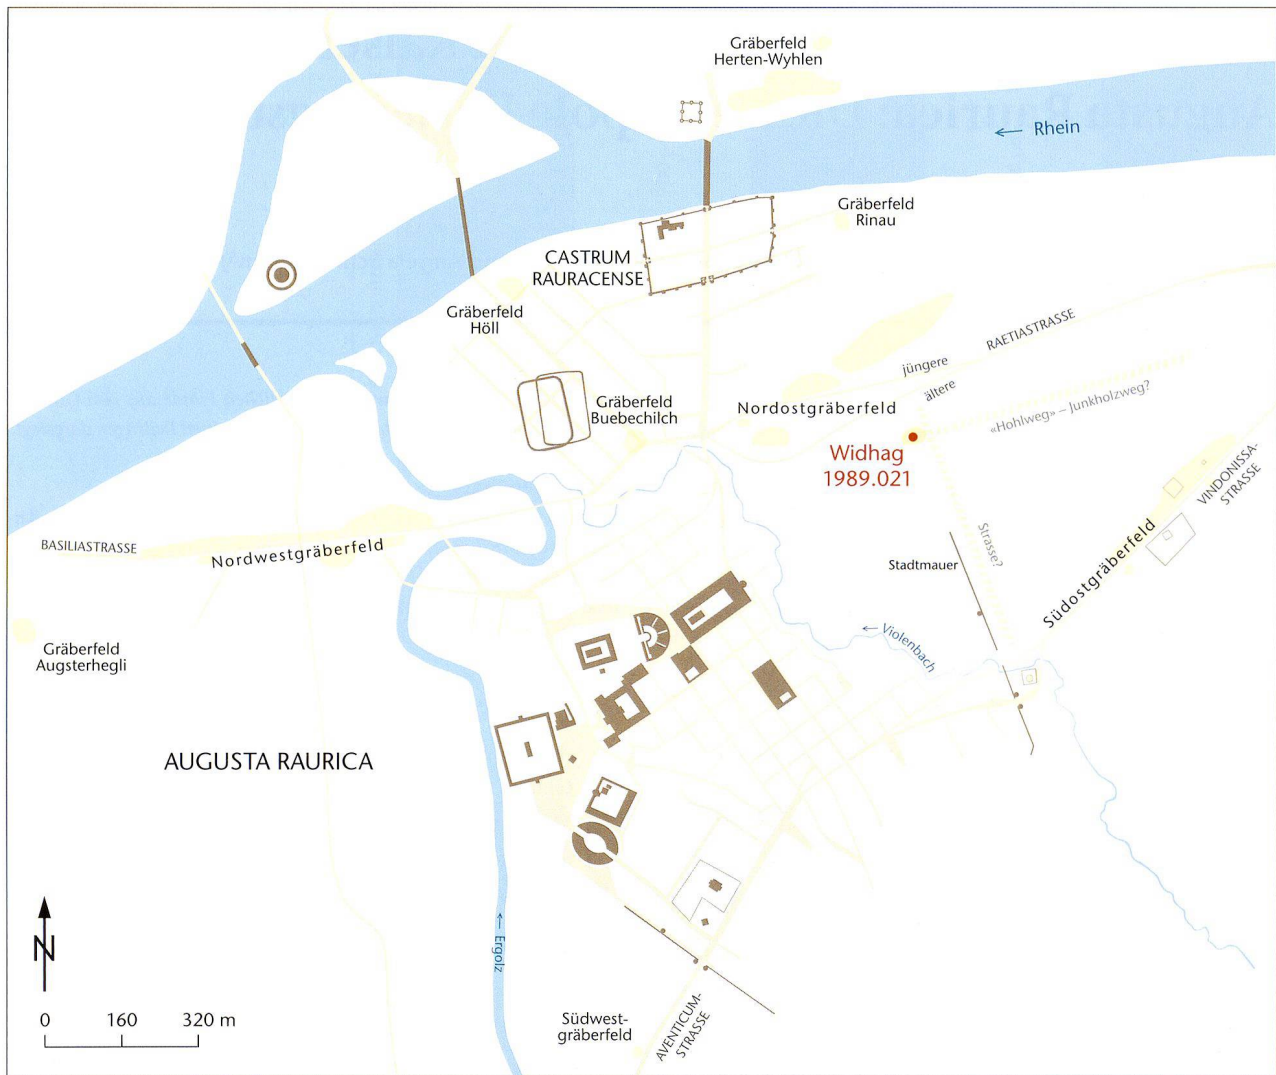 Gräberfeld
Herten-Wyhlen
← Rhein
Gräberfeld
Rinau
CASTRUM
RAURACENSE
Gräberfeld
Höll
RAETIASTRASSE
jüngere
ältere
Gräberfeld
Buebechilch
Nordostgräberfeld
«Hohlweg» – Junkholzweg?
Widhag
1989.021
VINDONISSA-
STRASSE
BASILIASTRASSE
Nordwestgräberfeld
Strasse?
Stadtmauer
Südostgräberfeld
← Violenbach
Gräberfeld
Augsterhegli
AUGUSTA RAURICA
← Ergolz
N
0 160 320 m
Südwest-
gräberfeld
AVENTICUM-
STRASSE